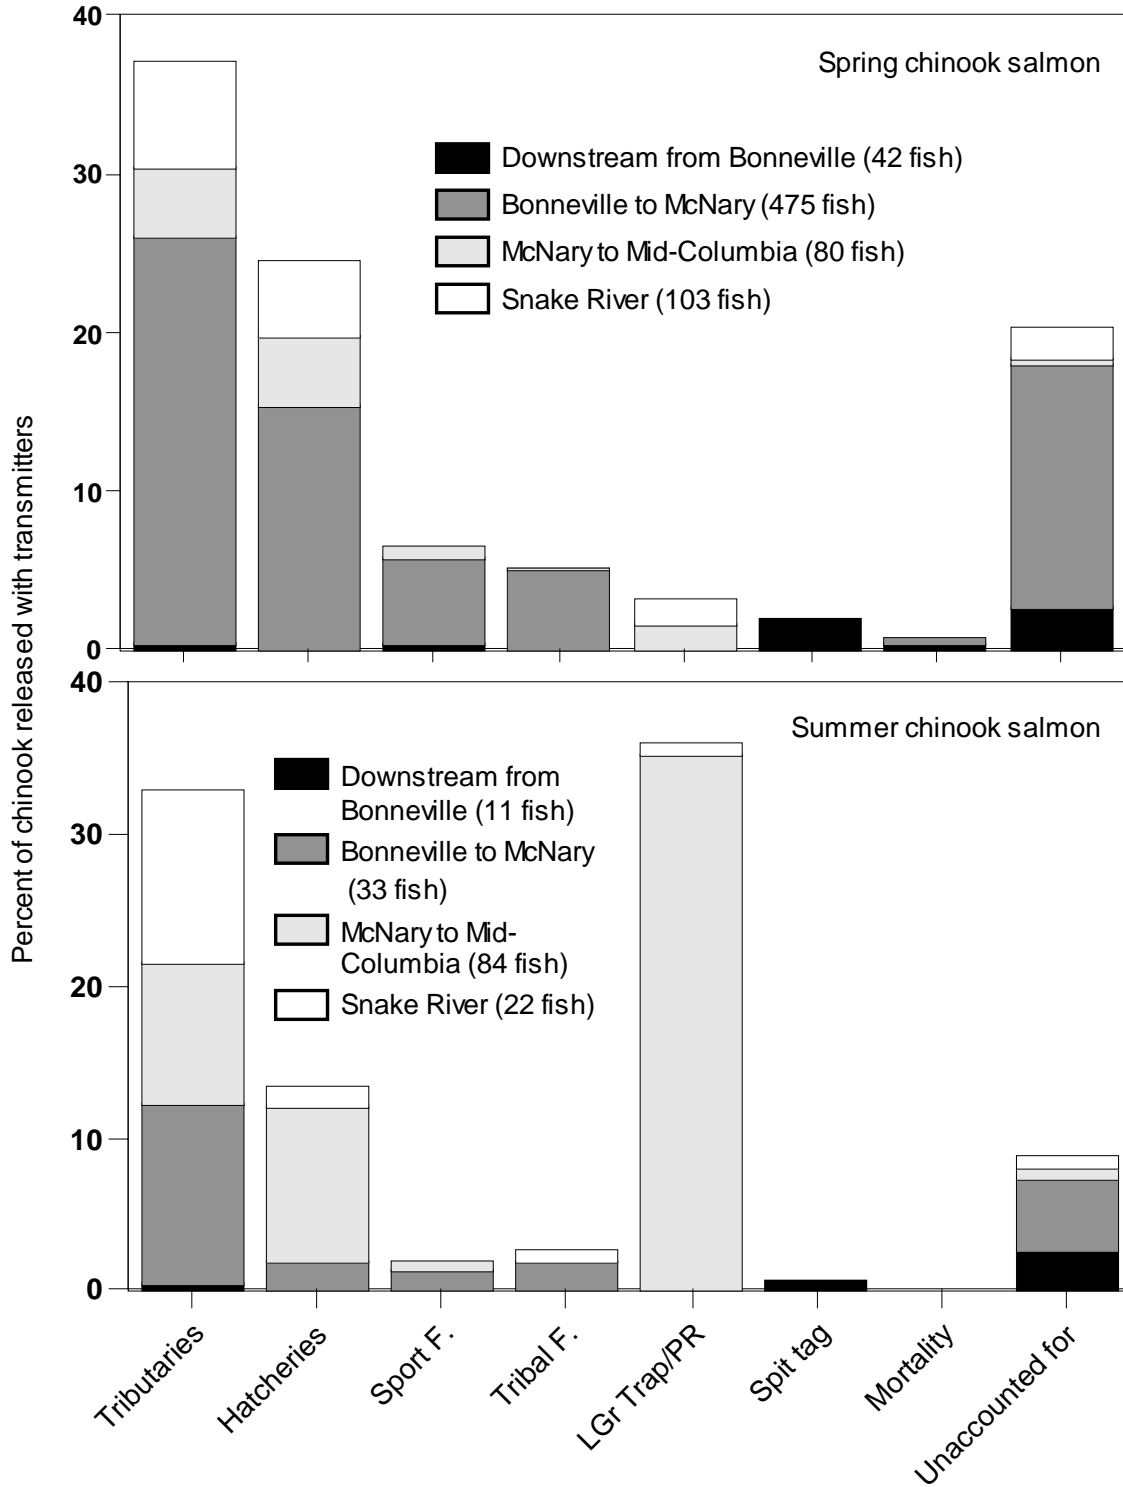 Percent of chinook released with transmitters
40
30
20
10
0
Spring chinook salmon
Downstream from Bonneville (42 fish)
Bonneville to McNary (475 fish)
McNary to Mid-Columbia (80 fish)
Snake River (103 fish)
40
30
20
10
0
Summer chinook salmon
Downstream from
Bonneville (11 fish)
Bonneville to McNary
(33 fish)
McNary to Mid-
Columbia (84 fish)
Snake River (22 fish)
Tributaries
Hatcheries
Sport F.
Tribal F.
LGr Trap/PR
Spit tag
Mortality
Unaccounted for